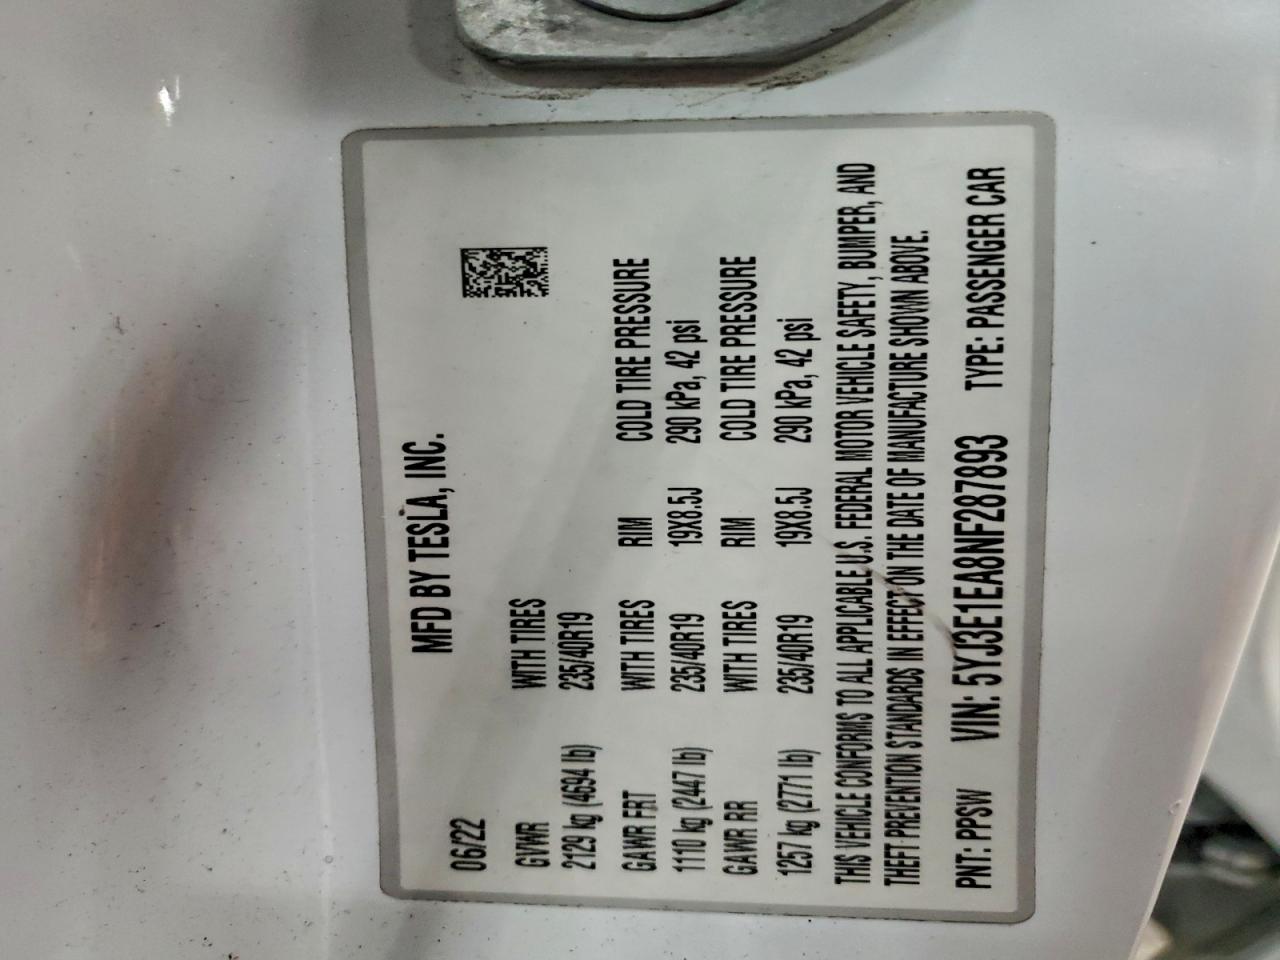 MFD BY TESLA, INC.
06/22
GVWR WITH TIRES
2129 kg (4694 lb) 235/40R19
GAWR FRT WITH TIRES RIM COLD TIRE PRESSURE
1110 kg (2447 lb) 235/40R19 19X8.5J 290 kPa, 42 psi
GAWR RR WITH TIRES RIM COLD TIRE PRESSURE
1257 kg (2771 lb) 235/40R19 19X8.5J 290 kPa, 42 psi
THIS VEHICLE CONFORMS TO ALL APPLICABLE U.S. FEDERAL MOTOR VEHICLE SAFETY, BUMPER, AND
THEFT PREVENTION STANDARDS IN EFFECT ON THE DATE OF MANUFACTURE SHOWN ABOVE.
PNT: PPSW VIN: 5YJ3E1EA8NF287893 TYPE: PASSENGER CAR